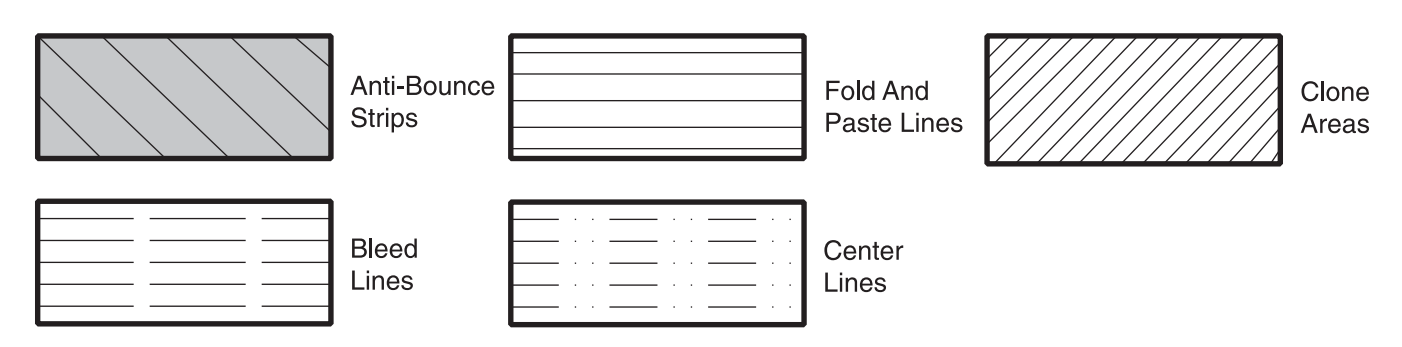 Anti-Bounce
Strips
Fold And
Paste Lines
Clone
Areas
Bleed
Lines
Center
Lines